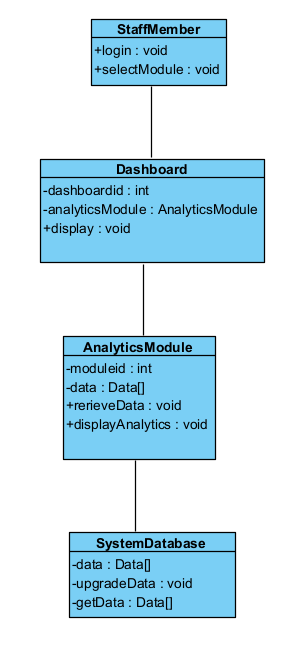 StaffMember
+login : void
+selectModule : void
Dashboard
-dashboardid : int
-analyticsModule : AnalyticsModule
+display : void
AnalyticsModule
-moduleid : int
-data : Data[]
+rerieveData : void
+displayAnalytics : void
SystemDatabase
-data : Data[]
-upgradeData : void
-getData : Data[]